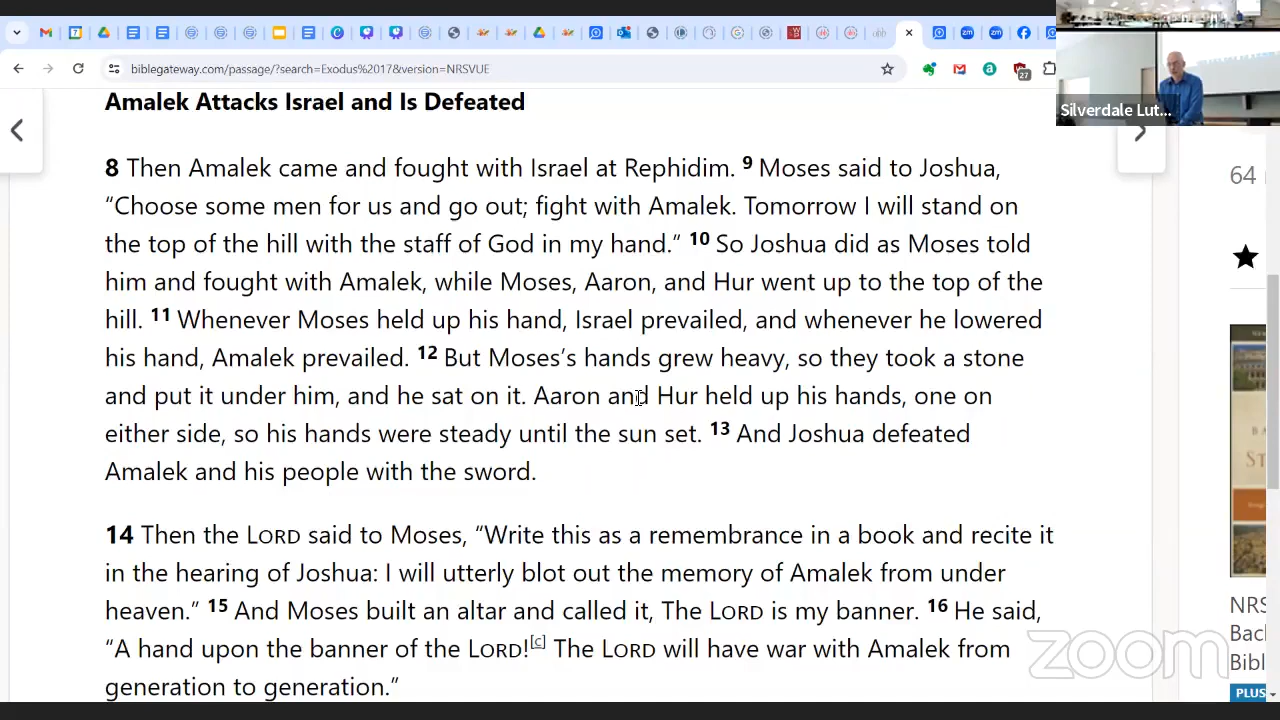 biblegateway.com/passage/?search=Exodus%2017&version=NRSVUE
27
Silverdale Lut...
Amalek Attacks Israel and Is Defeated
8 Then Amalek came and fought with Israel at Rephidim. 9 Moses said to Joshua,
“Choose some men for us and go out; fight with Amalek. Tomorrow I will stand on
the top of the hill with the staff of God in my hand.” 10 So Joshua did as Moses told
him and fought with Amalek, while Moses, Aaron, and Hur went up to the top of the
hill. 11 Whenever Moses held up his hand, Israel prevailed, and whenever he lowered
his hand, Amalek prevailed. 12 But Moses’s hands grew heavy, so they took a stone
and put it under him, and he sat on it. Aaron and Hur held up his hands, one on
either side, so his hands were steady until the sun set. 13 And Joshua defeated
Amalek and his people with the sword.
14 Then the LORD said to Moses, “Write this as a remembrance in a book and recite it
in the hearing of Joshua: I will utterly blot out the memory of Amalek from under
heaven.” 15 And Moses built an altar and called it, The LORD is my banner. 16 He said,
“A hand upon the banner of the LORD![c] The LORD will have war with Amalek from
generation to generation.”
64
NRS
Bac
Bibl
PLUS
zoom